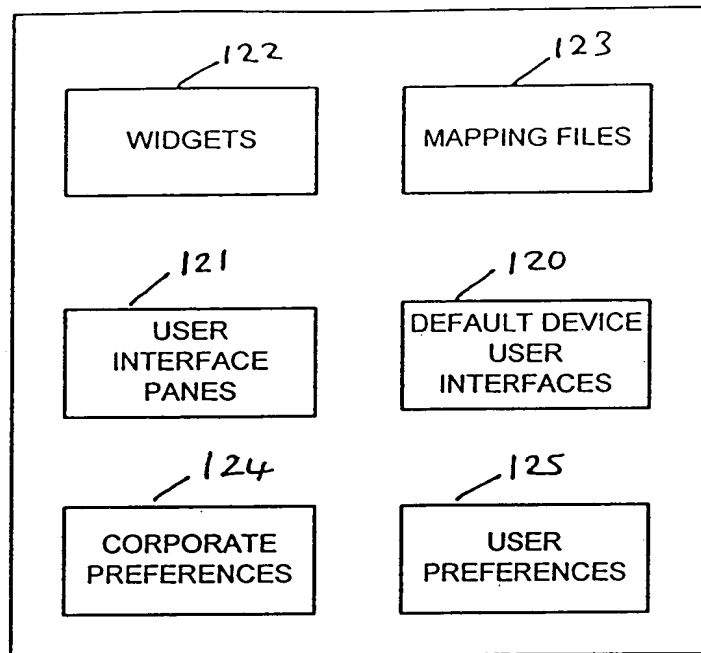 122
123
WIDGETS
MAPPING FILES
121
120
USER
INTERFACE
PANES
DEFAULT DEVICE
USER
INTERFACES
124
125
CORPORATE
PREFERENCES
USER
PREFERENCES